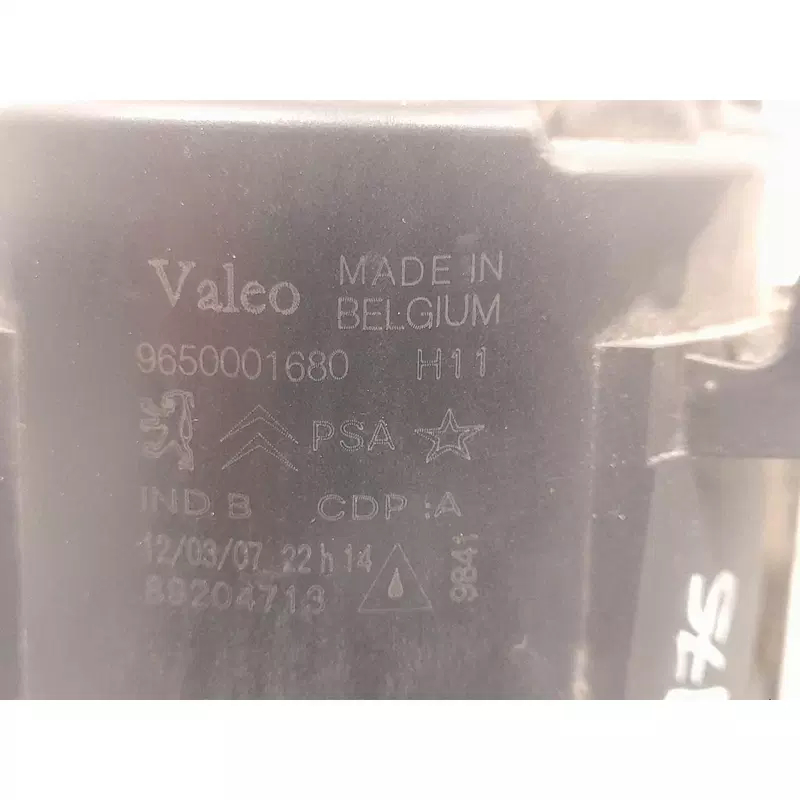 Valeo MADE IN
BELGIUM
9650001680 H11
PSA
IND B CDP :A
12/03/07 22 h 14
89204713
9841